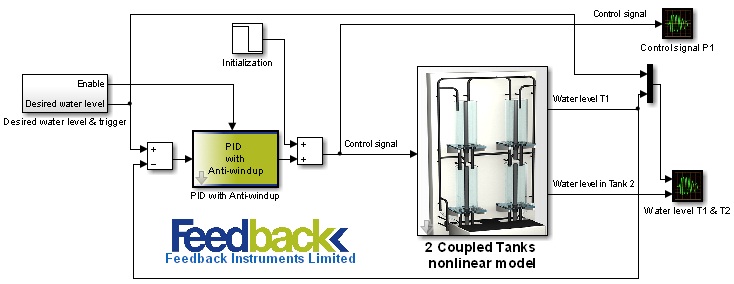 Control signal
Control signal P1
Initialization
Enable
Desired water level
Desired water level & trigger
PID
with
Anti-windup
PID with Anti-windup
Control signal
Water level T1
Water level in Tank 2
Water level T1 & T2
2 Coupled Tanks
nonlinear model
Feedback
Feedback Instruments Limited